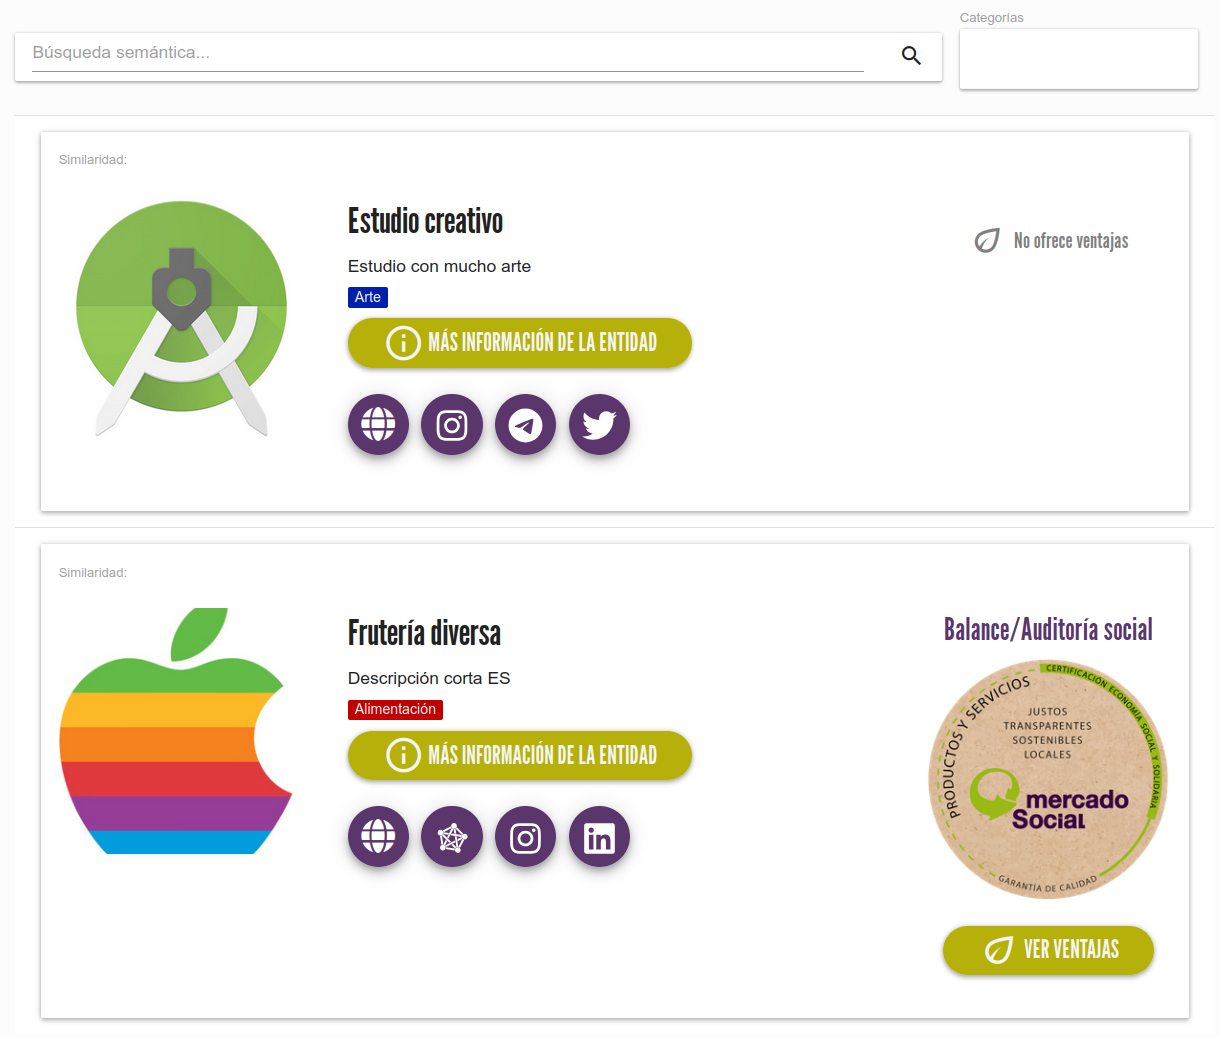 Categorías
Búsqueda semántica...
Similaridad:
Estudio creativo
Estudio con mucho arte
Arte
MÁS INFORMACIÓN DE LA ENTIDAD
No ofrece ventajas
Similaridad:
Frutería diversa
Descripción corta ES
Alimentación
MÁS INFORMACIÓN DE LA ENTIDAD
Balance/Auditoría social
CERTIFICACIÓN ECONOMÍA SOCIAL Y SOLIDARIA
PRODUCTOS Y SERVICIOS
JUSTOS
TRANSPARENTES
SOSTENIBLES
LOCALES
mercado
Social
GARANTÍA DE CALIDAD
VER VENTAJAS